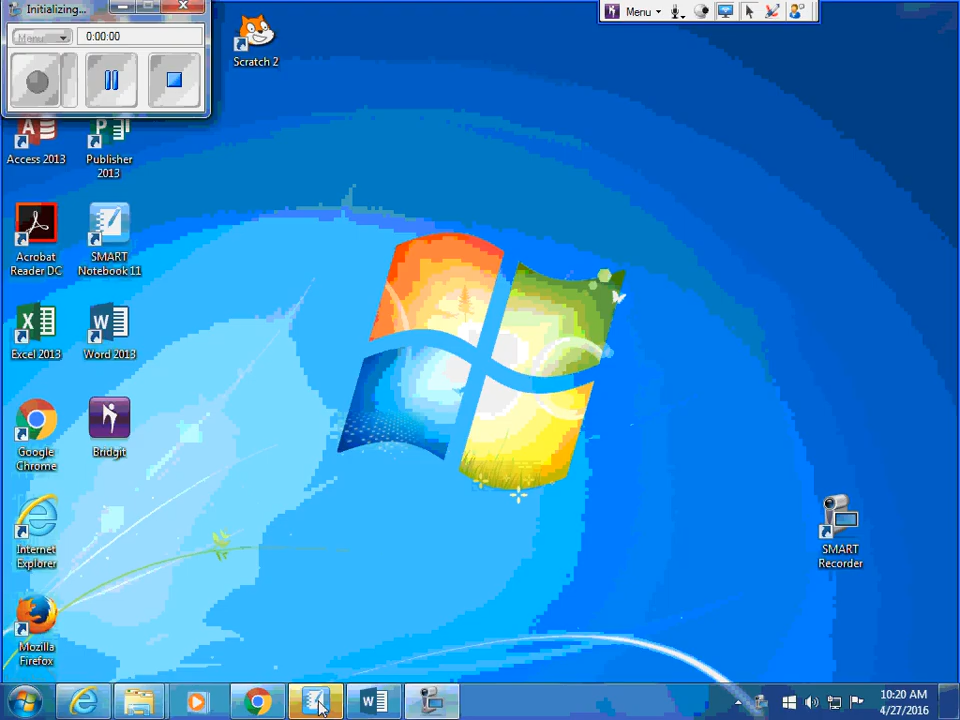 Initializing...
Menu
0:00:00
Menu
Scratch 2
Access 2013
Publisher
2013
Acrobat
Reader DC
SMART
Notebook 11
Excel 2013
Word 2013
Google
Chrome
Bridgit
Internet
Explorer
SMART
Recorder
Mozilla
Firefox
10:20 AM
4/27/2016